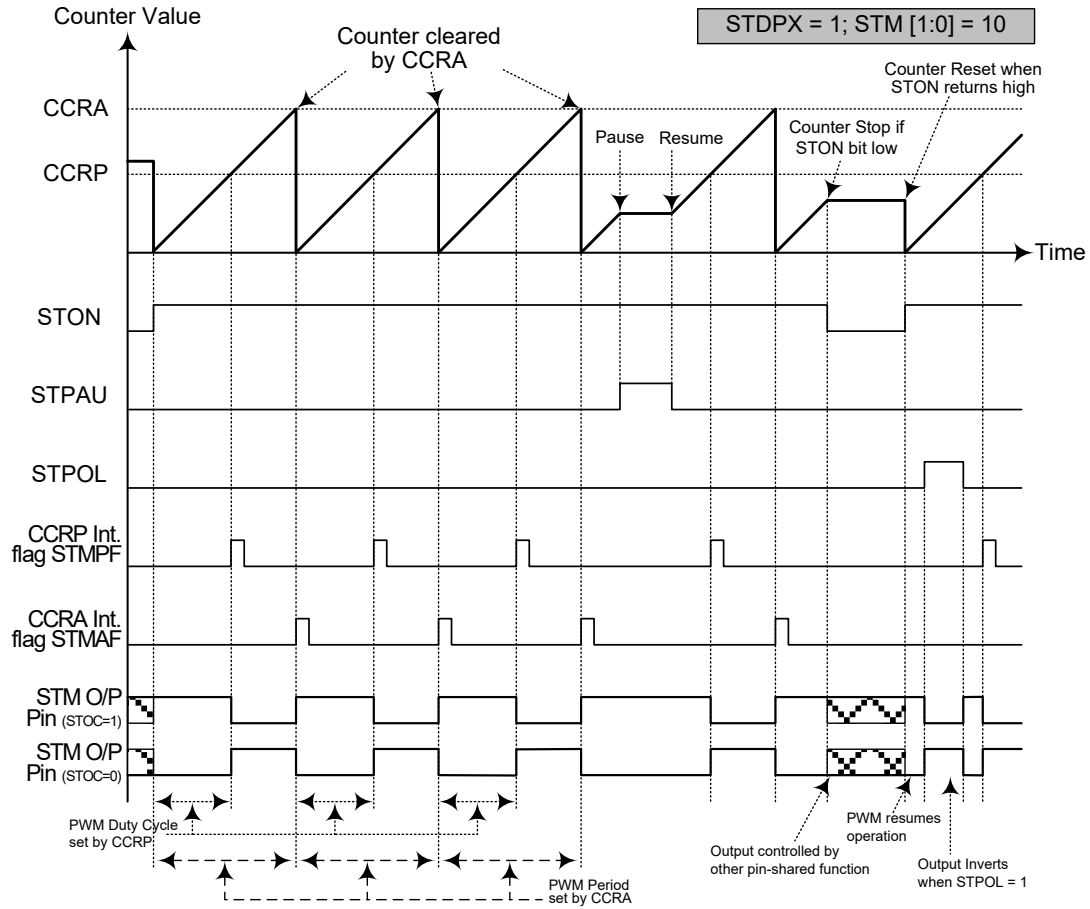 Counter Value
STDPX = 1; STM [1:0] = 10
Counter cleared
by CCRA
Counter Reset when
STON returns high
CCRA
Pause
Resume
Counter Stop if
STON bit low
CCRP
Time
STON
STPAU
STPOL
CCRP Int.
flag STMPF
CCRA Int.
flag STMAF
STM O/P
Pin (STOC=1)
STM O/P
Pin (STOC=0)
PWM Duty Cycle
set by CCRP
PWM resumes
operation
Output controlled by
other pin-shared function
Output Inverts
when STPOL = 1
PWM Period
set by CCRA